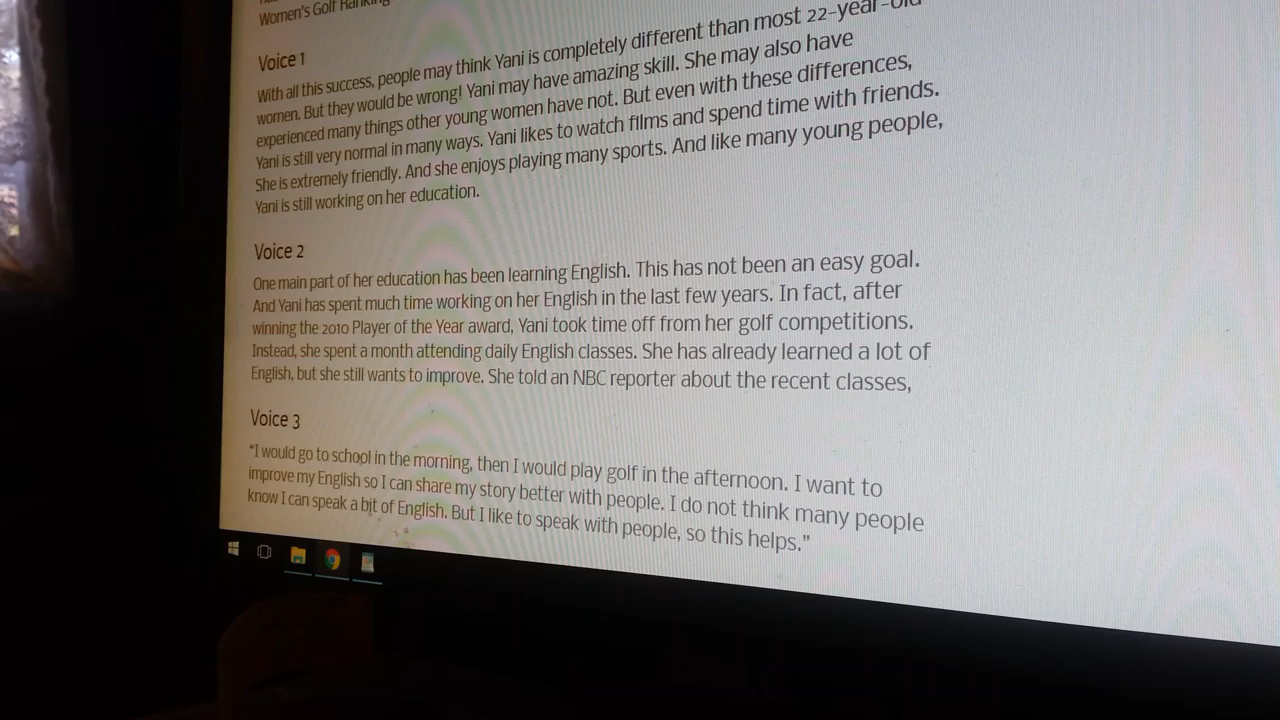 Women's Golf Ranking
Voice 1
With all this success, people may think Yani is completely different than most 22-year-old
women. But they would be wrong! Yani may have amazing skill. She may also have
experienced many things other young women have not. But even with these differences,
Yani is still very normal in many ways. Yani likes to watch films and spend time with friends.
She is extremely friendly. And she enjoys playing many sports. And like many young people,
Yani is still working on her education.
Voice 2
One main part of her education has been learning English. This has not been an easy goal.
And Yani has spent much time working on her English in the last few years. In fact, after
winning the 2010 Player of the Year award, Yani took time off from her golf competitions.
Instead, she spent a month attending daily English classes. She has already learned a lot of
English, but she still wants to improve. She told an NBC reporter about the recent classes,
Voice 3
“I would go to school in the morning, then I would play golf in the afternoon. I want to
improve my English so I can share my story better with people. I do not think many people
know I can speak a bit of English. But I like to speak with people, so this helps.”